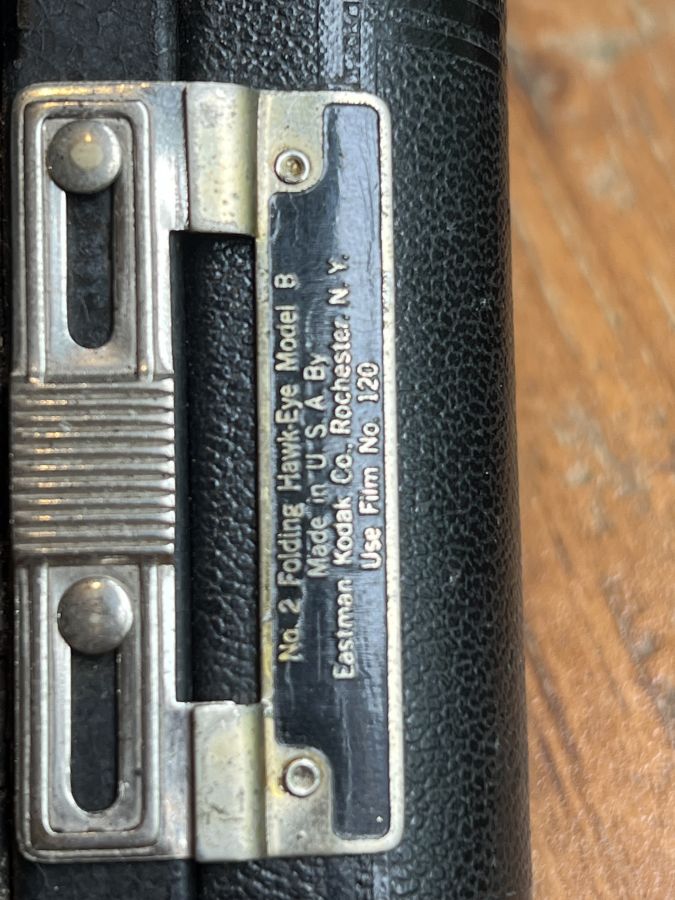 No. 2 Folding Hawk-Eye Model B
Made in U. S. A. By
Eastman Kodak Co., Rochester, N. Y.
Use Film No. 120